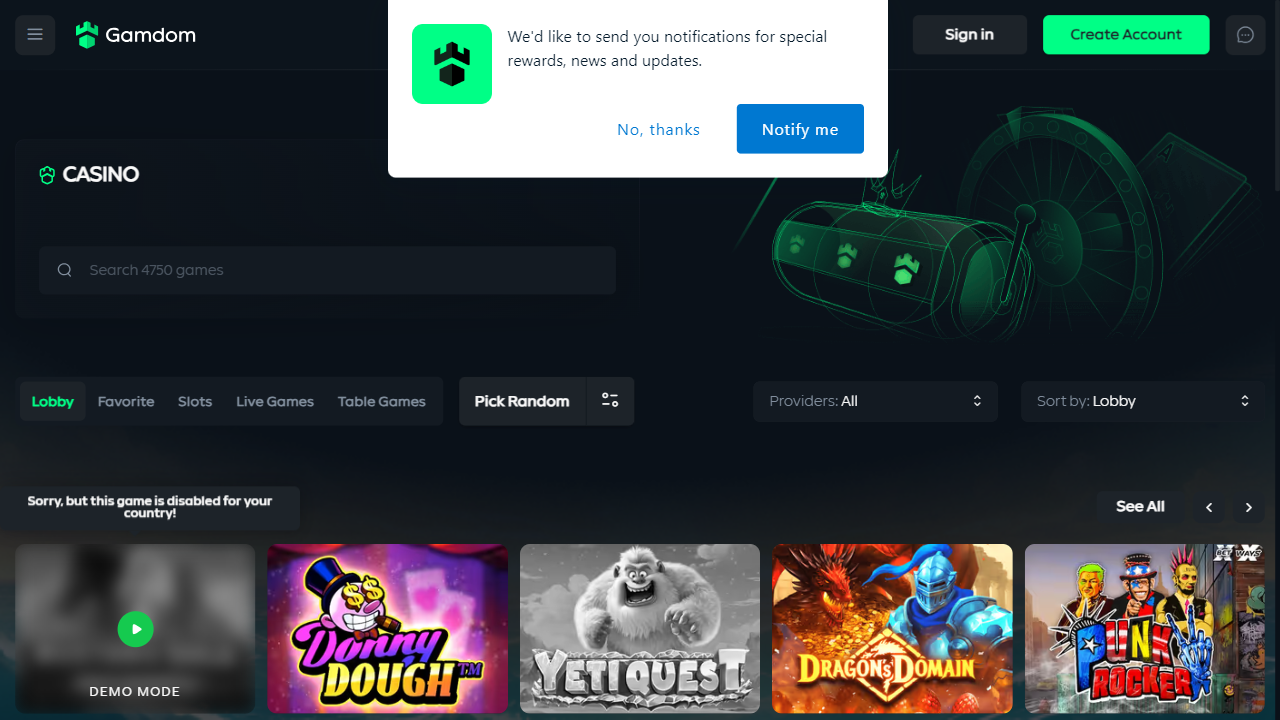 Gamdom
We'd like to send you notifications for special
rewards, news and updates.
No, thanks
Notify me
Sign in
Create Account
CASINO
Search 4750 games
Lobby
Favorite
Slots
Live Games
Table Games
Pick Random
Providers: All
Sort by: Lobby
Sorry, but this game is disabled for your
country!
See All
DEMO MODE
Donny
DOUGH™
YETI QUEST
DRAGON'S DOMAIN
XX
BET WAYS
PUNK
ROCKER
A